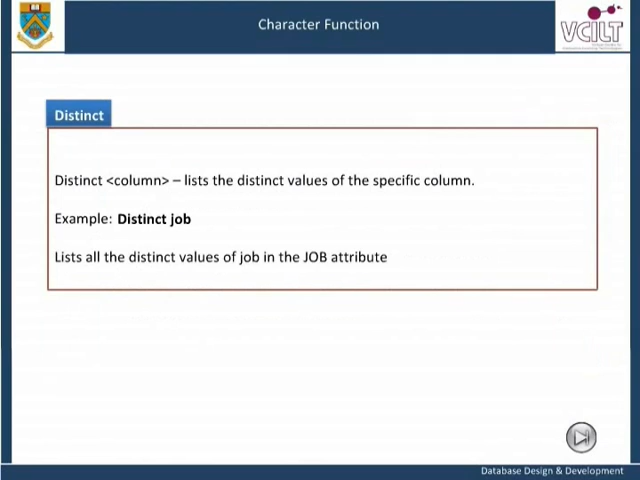 Character Function
VCILT
Distinct
Distinct <column> – lists the distinct values of the specific column.
Example: Distinct job
Lists all the distinct values of job in the JOB attribute
Database Design & Development